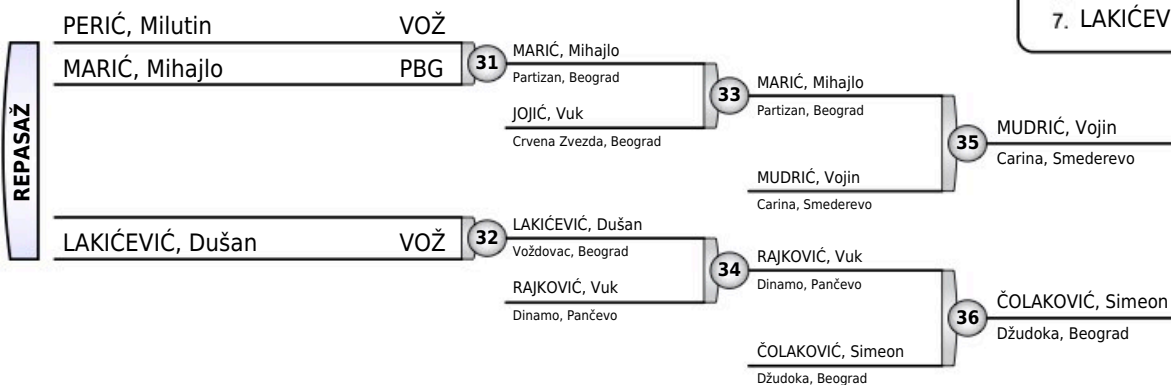 7. LAKIĆEV
REPASAŽ
PERIĆ, Milutin VOŽ
MARIĆ, Mihajlo PBG
31
MARIĆ, Mihajlo
Partizan, Beograd
JOJIĆ, Vuk
Crvena Zvezda, Beograd
33
MARIĆ, Mihajlo
Partizan, Beograd
MUDRIĆ, Vojin
Carina, Smederevo
35
MUDRIĆ, Vojin
Carina, Smederevo
LAKIĆEVIĆ, Dušan VOŽ
32
LAKIĆEVIĆ, Dušan
Voždovac, Beograd
RAJKOVIĆ, Vuk
Dinamo, Pančevo
34
RAJKOVIĆ, Vuk
Dinamo, Pančevo
ČOLAKOVIĆ, Simeon
Džudoka, Beograd
36
ČOLAKOVIĆ, Simeon
Džudoka, Beograd